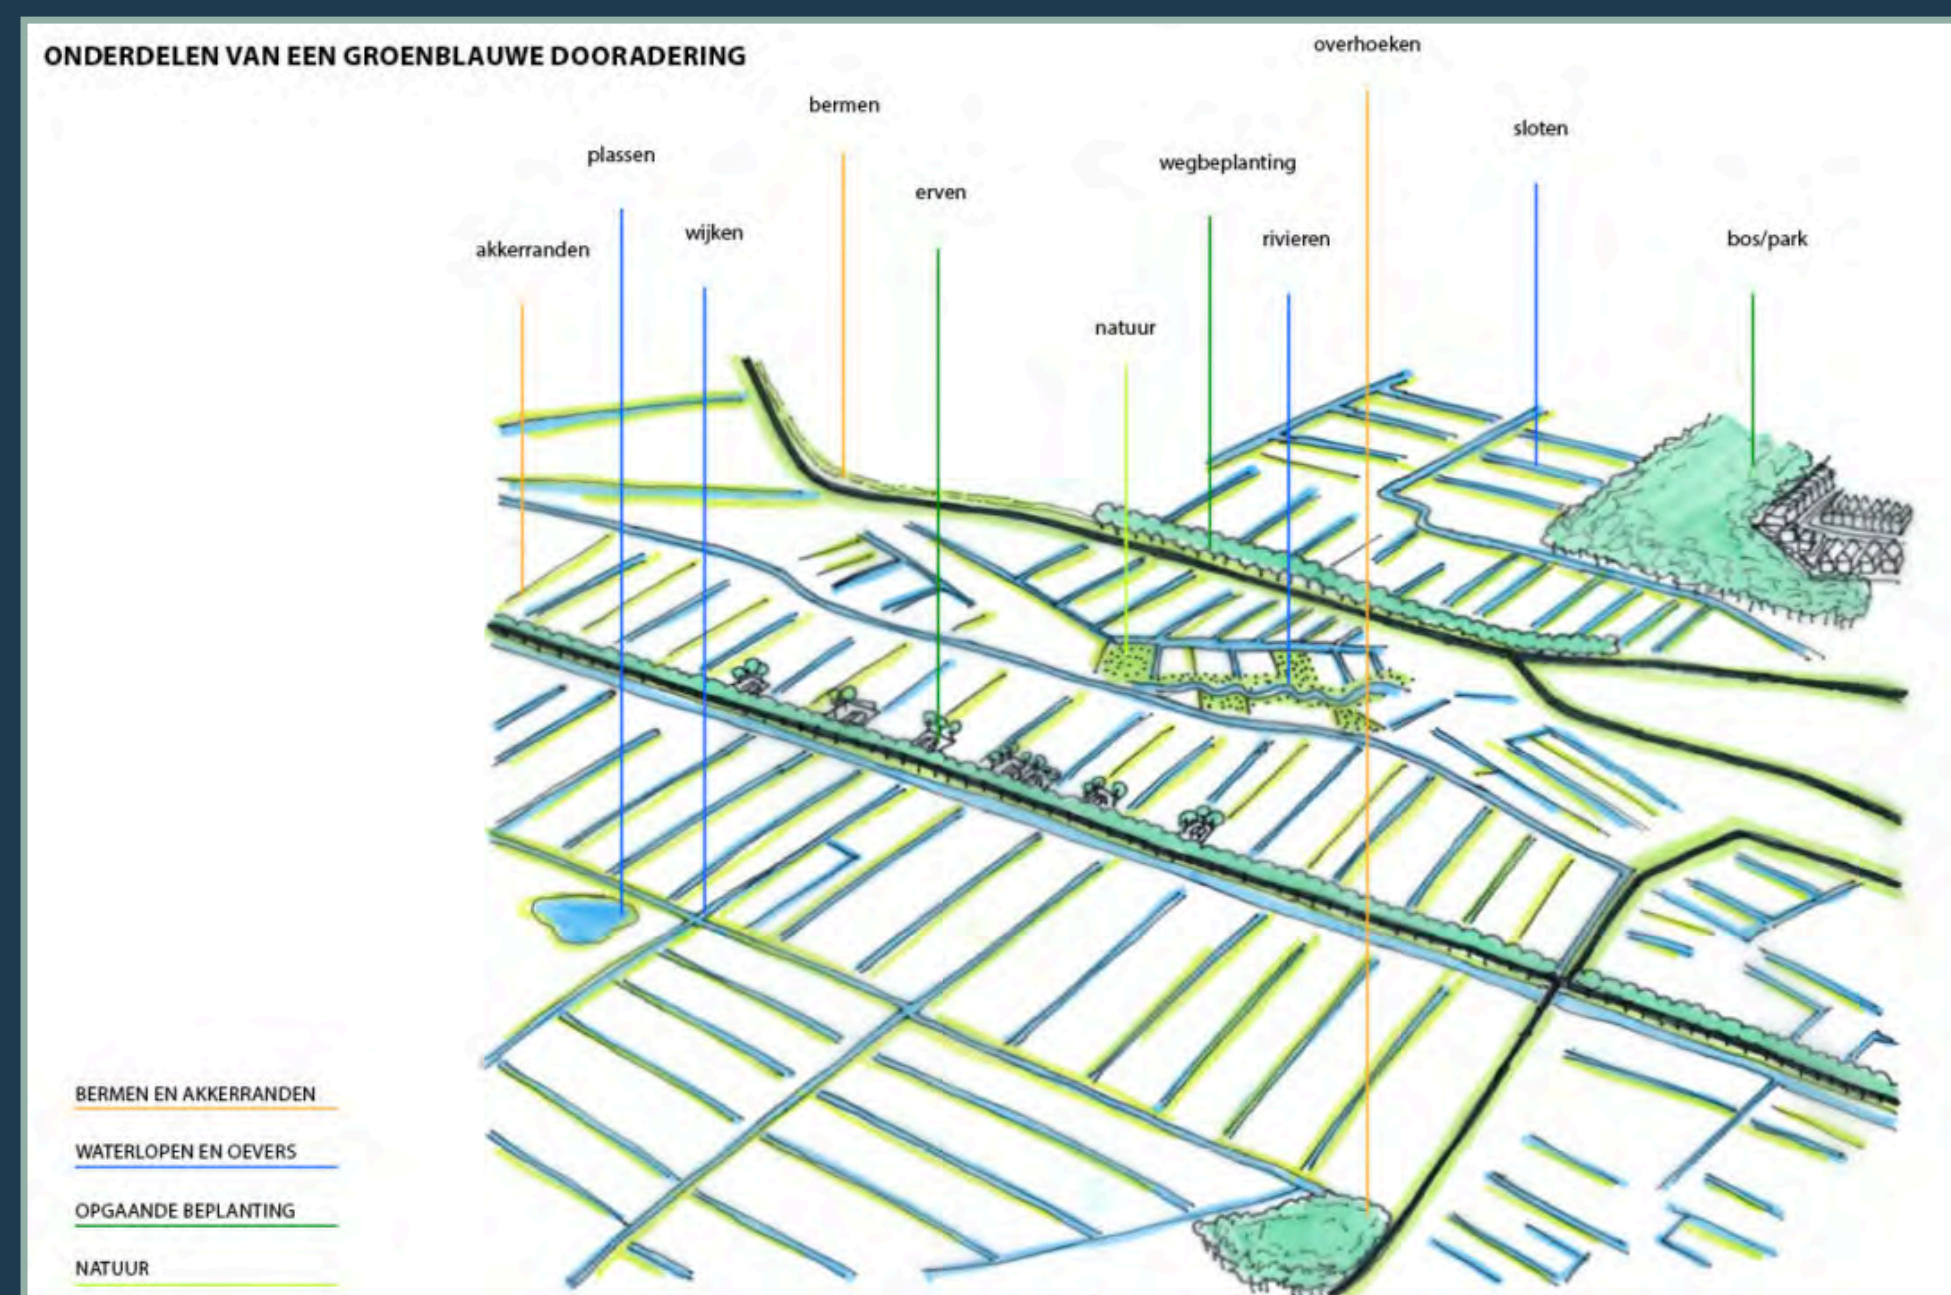 ONDERDELEN VAN EEN GROENBLAUWE DOORADERING
overhoeken
bermen
sloten
plassen
wegbeplanting
erven
wijken
rivieren
bos/park
akkerranden
natuur
BERMEN EN AKKERRANDEN
WATERLOPEN EN OEVERS
OPGAANDE BEPLANTING
NATUUR